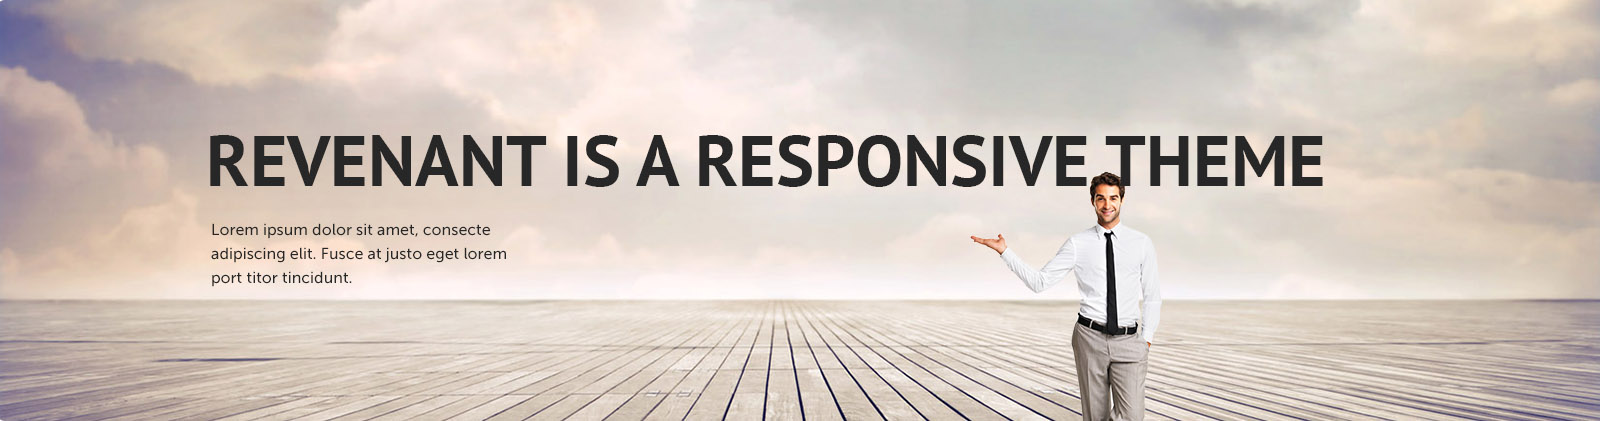 REVENANT IS A RESPONSIVE THEME
Lorem ipsum dolor sit amet, consecte
adipiscing elit. Fusce at justo eget lorem
port titor tincidunt.